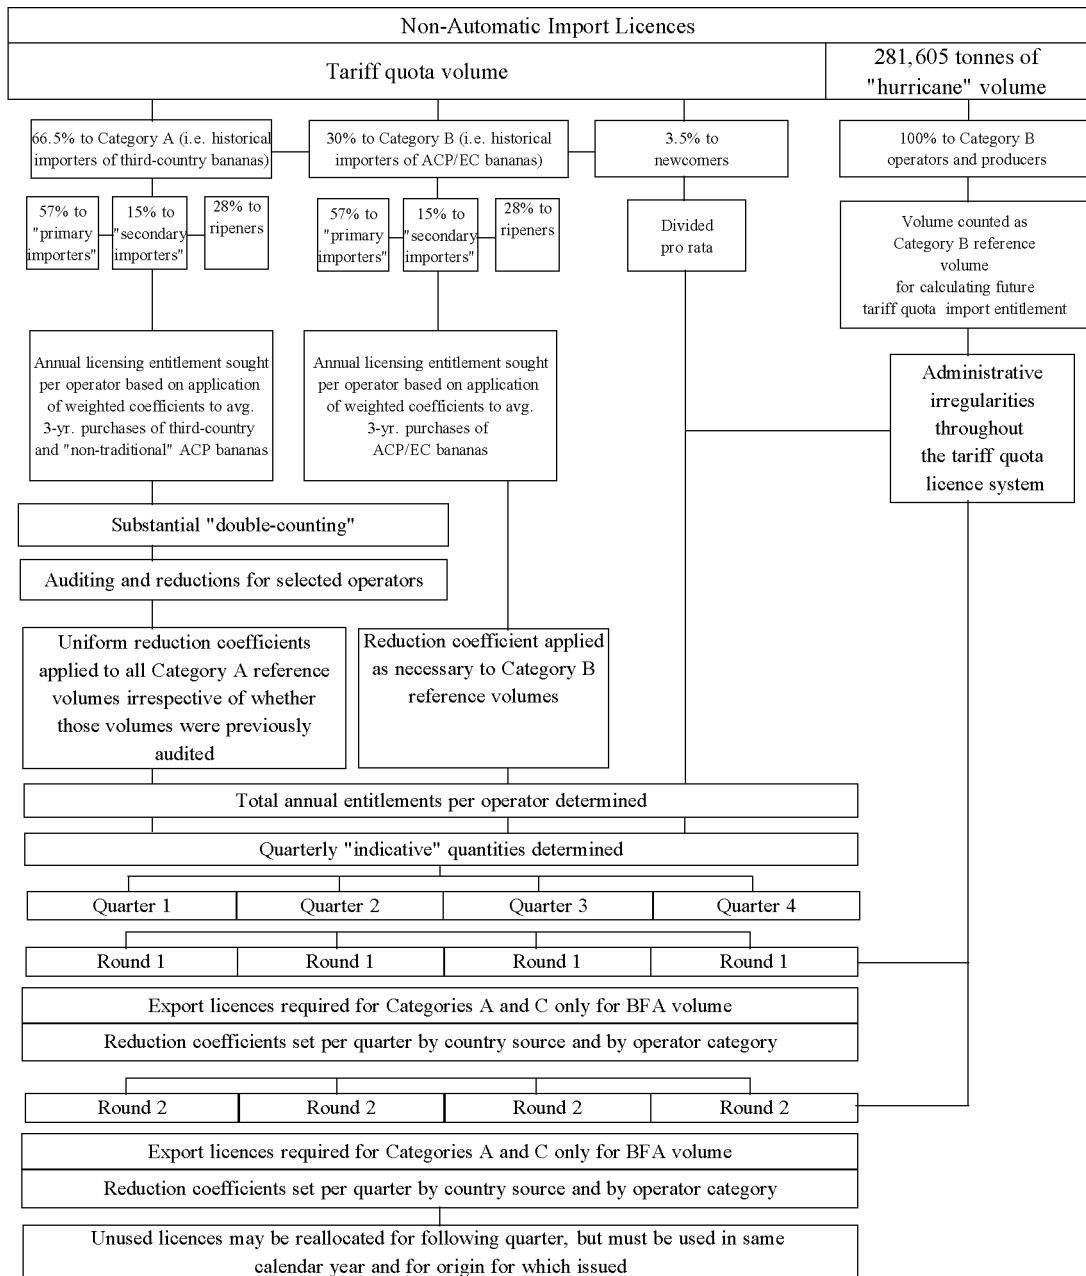 Non-Automatic Import Licences
Tariff quota volume
281,605 tonnes of
"hurricane" volume
66.5% to Category A (i.e. historical
importers of third-country bananas)
30% to Category B (i.e. historical
importers of ACP/EC bananas)
3.5% to
newcomers
100% to Category B
operators and producers
57% to
"primary
importers"
15% to
"secondary
importers"
28% to
ripeners
57% to
"primary
importers"
15% to
"secondary
importers"
28% to
ripeners
Divided
pro rata
Volume counted as
Category B reference
volume
for calculating future
tariff quota import entitlement
Annual licensing entitlement sought
per operator based on application
of weighted coefficients to avg.
3-yr. purchases of third-country
and "non-traditional" ACP bananas
Annual licensing entitlement sought
per operator based on application
of weighted coefficients to avg.
3-yr. purchases of
ACP/EC bananas
Administrative
irregularities
throughout
the tariff quota
licence system
Substantial "double-counting"
Auditing and reductions for selected operators
Uniform reduction coefficients
applied to all Category A reference
volumes irrespective of whether
those volumes were previously
audited
Reduction coefficient applied
as necessary to Category B
reference volumes
Total annual entitlements per operator determined
Quarterly "indicative" quantities determined
Quarter 1
Quarter 2
Quarter 3
Quarter 4
Round 1
Round 1
Round 1
Round 1
Export licences required for Categories A and C only for BFA volume
Reduction coefficients set per quarter by country source and by operator category
Round 2
Round 2
Round 2
Round 2
Export licences required for Categories A and C only for BFA volume
Reduction coefficients set per quarter by country source and by operator category
Unused licences may be reallocated for following quarter, but must be used in same
calendar year and for origin for which issued